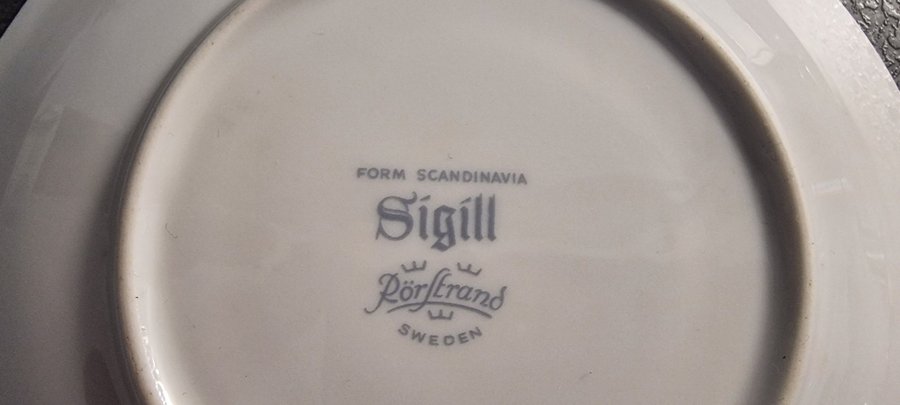 FORM SCANDINAVIA
Sigill
Rörstrand
SWEDEN